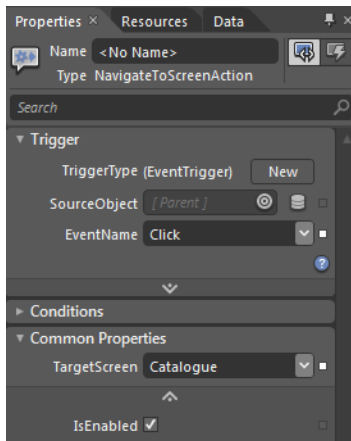 Properties × Resources Data
Name <No Name>
Type NavigateToScreenAction
Search
Trigger
TriggerType (EventTrigger) New
SourceObject [ Parent ]
EventName Click
?
Conditions
Common Properties
TargetScreen Catalogue
IsEnabled